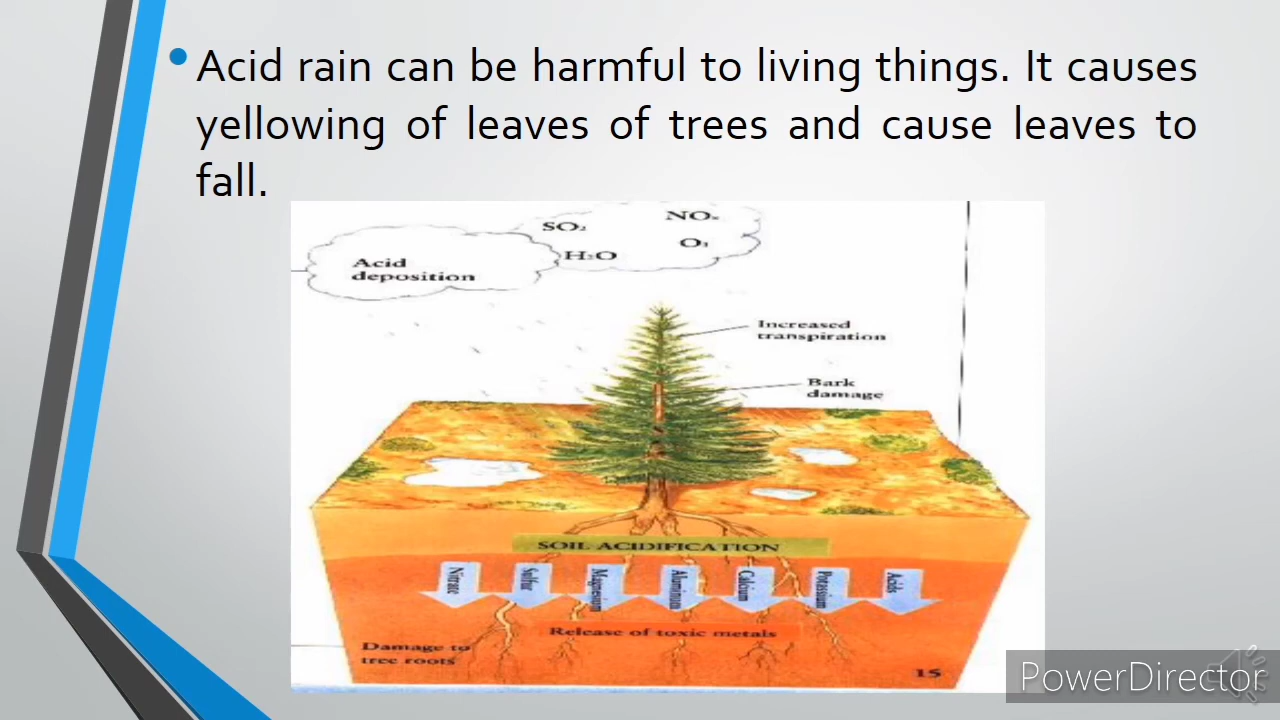 • Acid rain can be harmful to living things. It causes
yellowing of leaves of trees and cause leaves to
fall.
SO₂
NOₓ
O₃
H₂O
Acid
deposition
Increased
transpiration
Bark
damage
SOIL ACIDIFICATION
Nitrate
Sulfur
Magnesium
Aluminum
Calcium
Potassium
Acids
Release of toxic metals
Damage to
tree roots
15
PowerDirector